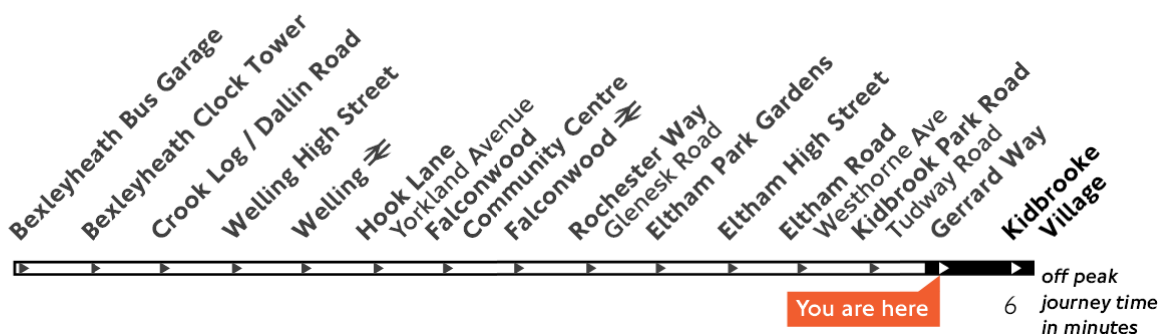 Bexleyheath Bus Garage
Bexleyheath Clock Tower
Crook Log / Dallin Road
Welling High Street
Welling
Hook Lane
Yorkland Avenue
Falconwood
Community Centre
Falconwood
Rochester Way
Glenesk Road
Eltham Park Gardens
Eltham High Street
Eltham Road
Westhorne Ave
Kidbrook Park Road
Tudway Road
Gerrard Way
Kidbrooke
Village
You are here
6
off peak
journey time
in minutes